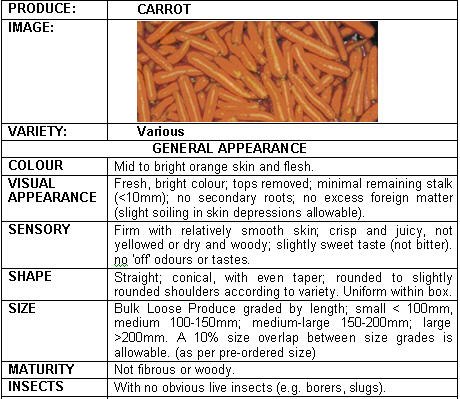 PRODUCE: CARROT
IMAGE:
VARIETY: Various
GENERAL APPEARANCE
COLOUR Mid to bright orange skin and flesh.
VISUAL APPEARANCE Fresh, bright colour; tops removed; minimal remaining stalk
(<10mm); no secondary roots; no excess foreign matter
(slight soiling in skin depressions allowable).
SENSORY Firm with relatively smooth skin; crisp and juicy, not
yellowed or dry and woody; slightly sweet taste (not bitter).
no 'off' odours or tastes.
SHAPE Straight; conical, with even taper; rounded to slightly
rounded shoulders according to variety. Uniform within box.
SIZE Bulk Loose Produce graded by length; small < 100mm,
medium 100-150mm; medium-large 150-200mm; large
>200mm. A 10% size overlap between size grades is
allowable. (as per pre-ordered size)
MATURITY Not fibrous or woody.
INSECTS With no obvious live insects (e.g. borers, slugs).